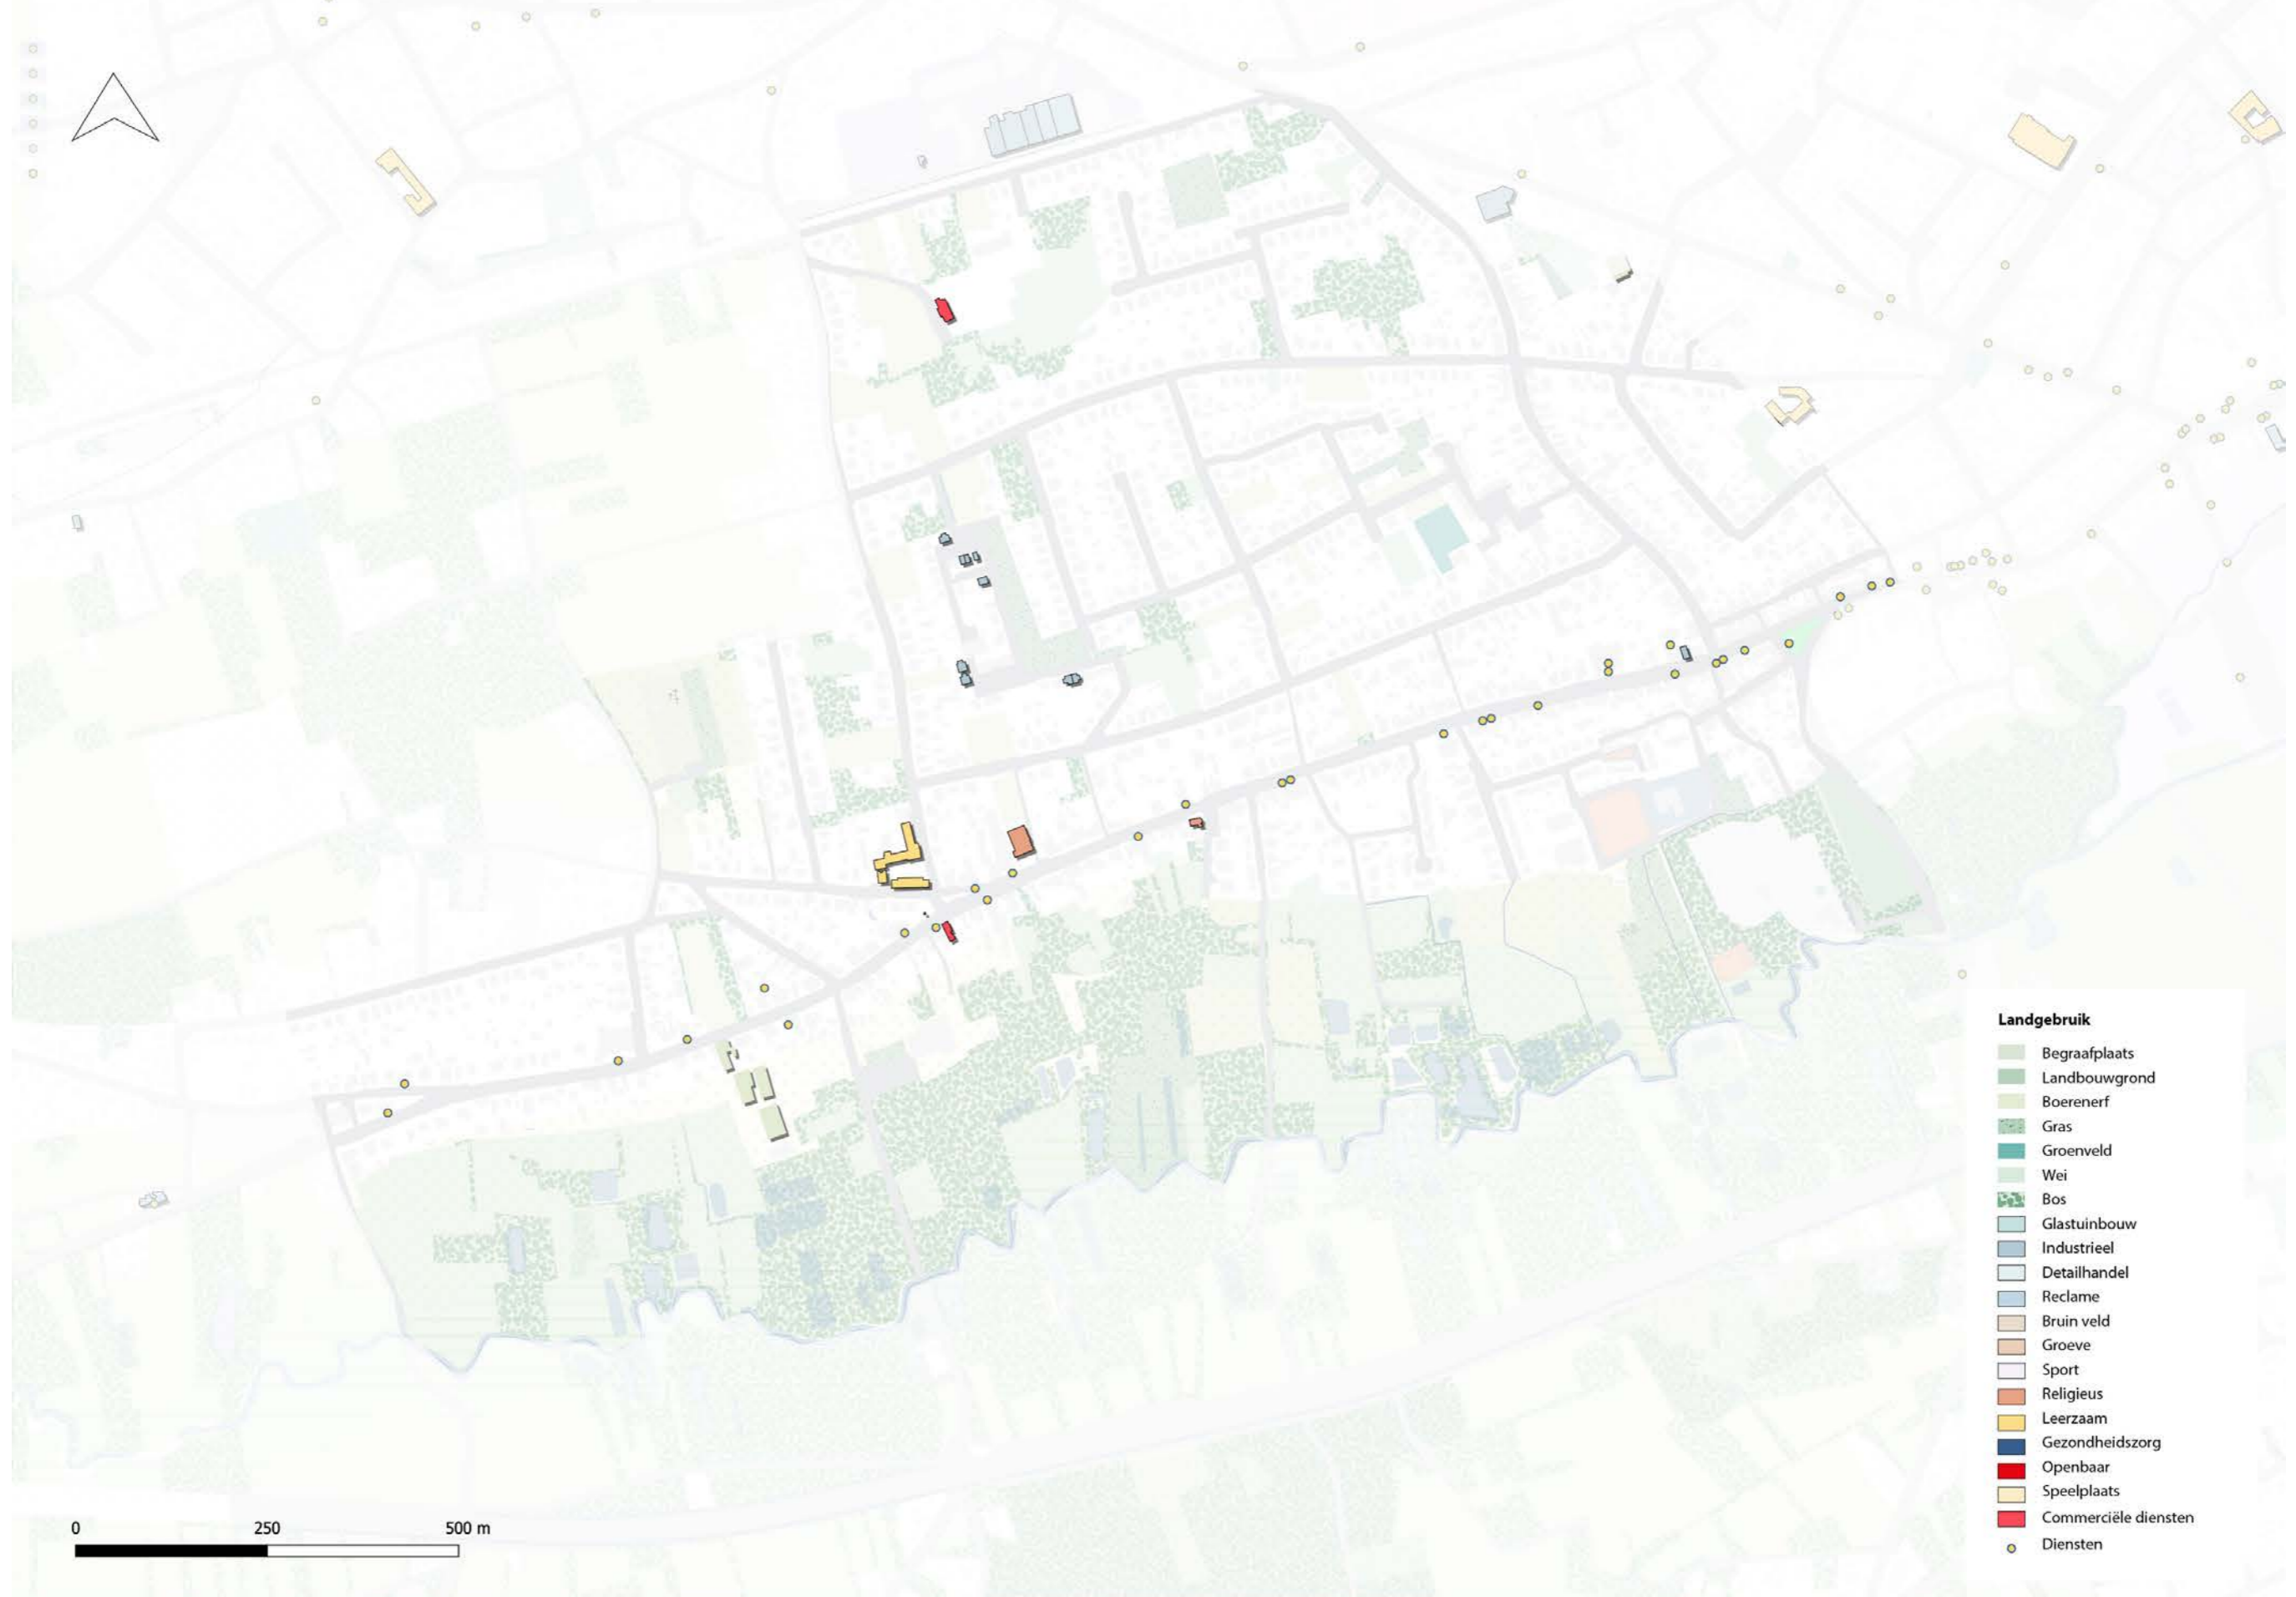 Landgebruik
Begraafplaats
Landbouwgrond
Boerenerf
Gras
Groenveld
Wei
Bos
Glastuinbouw
Industrieel
Detailhandel
Reclame
Bruin veld
Groeve
Sport
Religieus
Leerzaam
Gezondheidszorg
Openbaar
Speelplaats
Commerciële diensten
Diensten
0 250 500 m